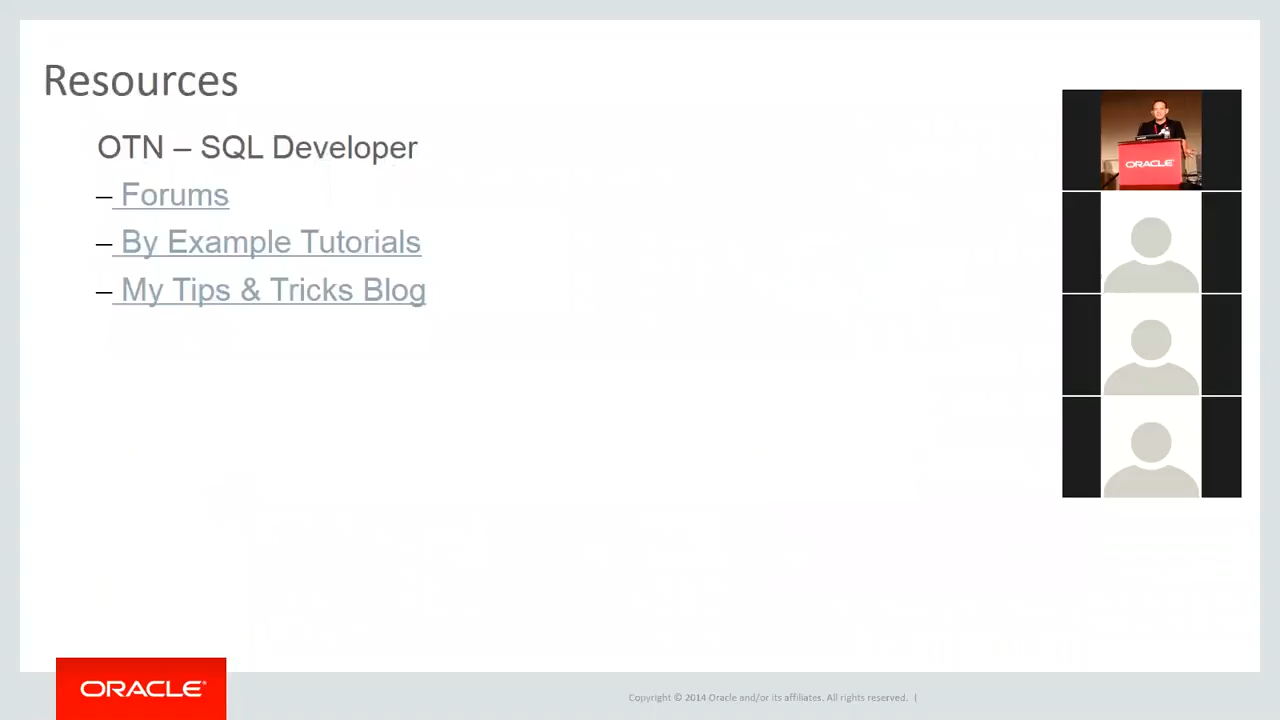 Resources
OTN – SQL Developer
– Forums
– By Example Tutorials
– My Tips & Tricks Blog
ORACLE
ORACLE
Copyright © 2014 Oracle and/or its affiliates. All rights reserved. |